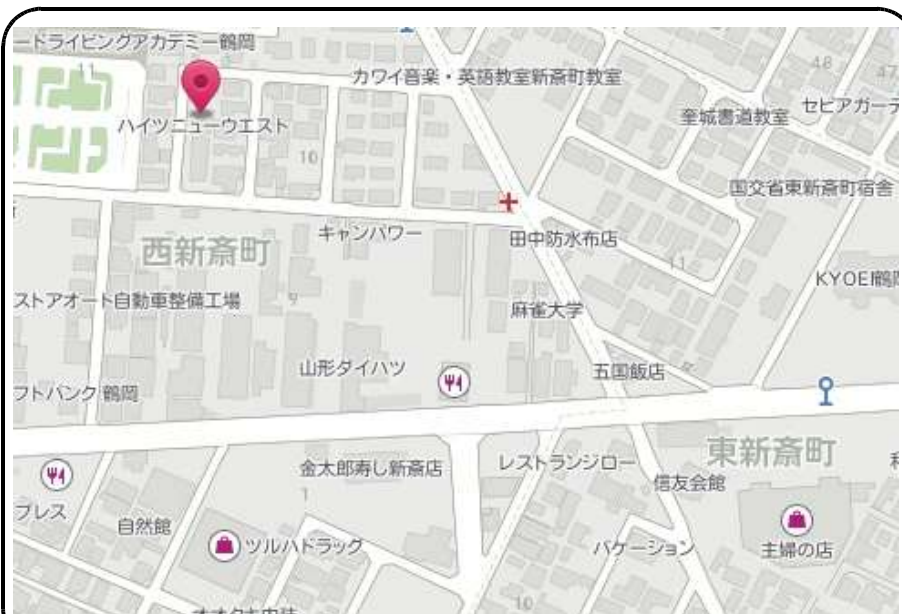 ードライビングアカデミー鶴岡
11
カワイ音楽・英語教室新斎町教室
48
47
奎城書道教室
セピアガーデ
ハイツニューウエスト
10
国交省東新斎町宿舎
キャンパワー
田中防水布店
西新斎町
11
KYOEI鶴岡
ストアオート自動車整備工場
9
麻雀大学
山形ダイハツ
五国飯店
フトバンク 鶴岡
東新斎町
金太郎寿し新斎店
レストランジロー
信友会館
1
プレス
自然館
ツルハドラッグ
バケーション
主婦の店
10